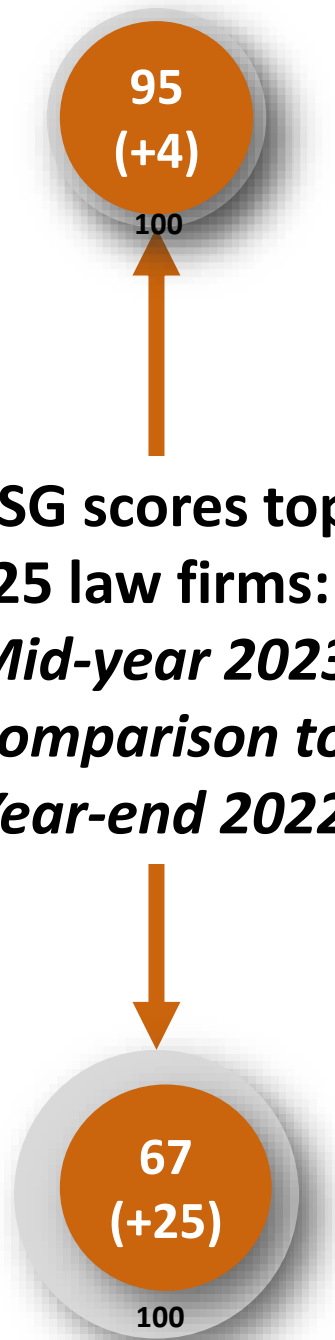 95
(+4)
100
SG scores top
25 law firms:
Mid-year 2023
omparison to
Year-end 2022
67
(+25)
100